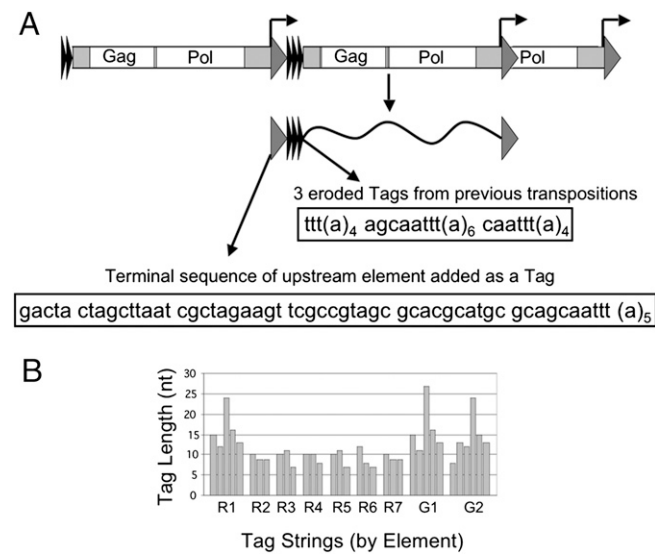 A
Gag Pol Gag Pol Pol
3 eroded Tags from previous transpositions
ttt(a)4 agcaattt(a)6 caattt(a)4
Terminal sequence of upstream element added as a Tag
gacta ctagcttaat cgctagaagt tcgccgtagc gcacgcatgc gcagcaattt (a)5
B
Tag Length (nt)
30
25
20
15
10
5
0
R1 R2 R3 R4 R5 R6 R7 G1 G2
Tag Strings (by Element)